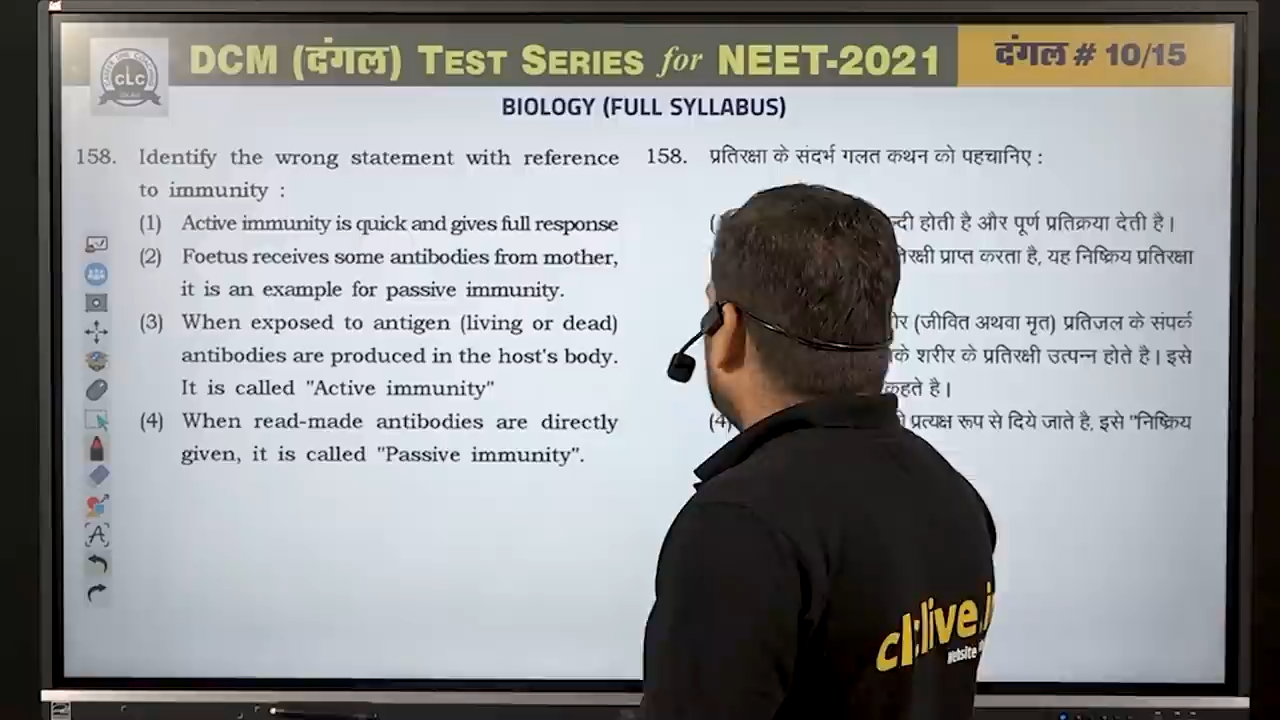 DCM (दंगल) TEST SERIES for NEET-2021
दंगल # 10/15
CLC
BIOLOGY (FULL SYLLABUS)
158. Identify the wrong statement with reference
to immunity :
(1) Active immunity is quick and gives full response
(2) Foetus receives some antibodies from mother,
it is an example for passive immunity.
(3) When exposed to antigen (living or dead)
antibodies are produced in the host's body.
It is called "Active immunity"
(4) When read-made antibodies are directly
given, it is called "Passive immunity".
158. प्रतिरक्षा के संदर्भ गलत कथन को पहचानिए :
होती है और पूर्ण प्रतिक्रया देती है।
प्राप्त करता है, यह निष्क्रिय प्रतिरक्षा
(जीवित अथवा मृत) प्रतिजल के संपर्क
के शरीर के प्रतिरक्षी उत्पन्न होते है। इसे
कहते है।
(4) प्रत्यक्ष रूप से दिये जाते है, इसे "निष्क्रिय
Website